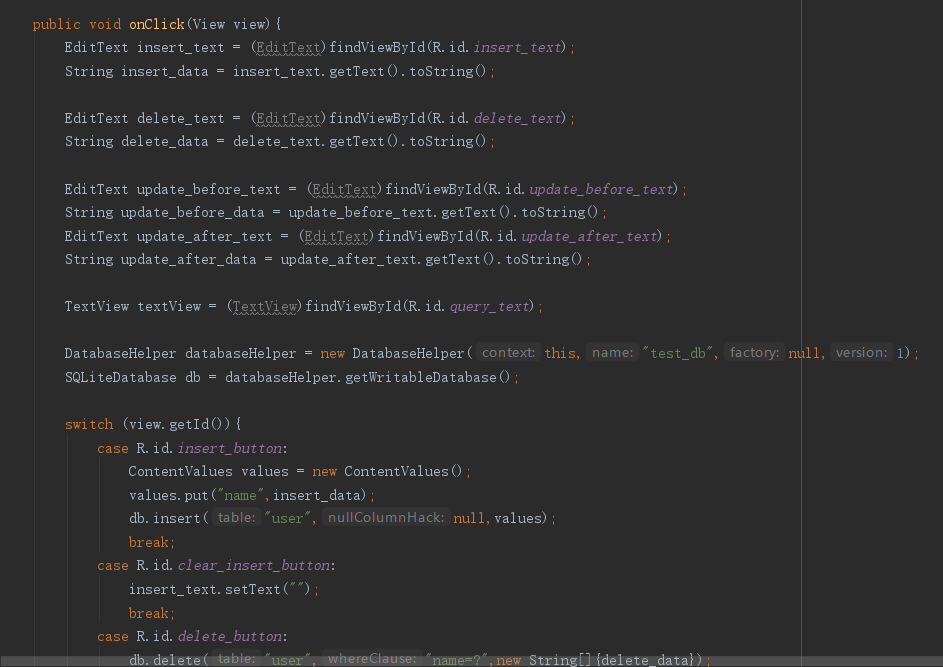 public void onClick(View view){
EditText insert_text = (EditText)findViewById(R.id.insert_text);
String insert_data = insert_text.getText().toString();
EditText delete_text = (EditText)findViewById(R.id.delete_text);
String delete_data = delete_text.getText().toString();
EditText update_before_text = (EditText)findViewById(R.id.update_before_text);
String update_before_data = update_before_text.getText().toString();
EditText update_after_text = (EditText)findViewById(R.id.update_after_text);
String update_after_data = update_after_text.getText().toString();
TextView textView = (TextView)findViewById(R.id.query_text);
DatabaseHelper databaseHelper = new DatabaseHelper( context: this, name: "test_db", factory: null, version: 1);
SQLiteDatabase db = databaseHelper.getWritableDatabase();
switch (view.getId()){
case R.id.insert_button:
ContentValues values = new ContentValues();
values.put("name",insert_data);
db.insert( table: "user", nullColumnHack: null,values);
break;
case R.id.clear_insert_button:
insert_text.setText("");
break;
case R.id.delete_button:
db.delete( table: "user", whereClause: "name=?",new String[]{delete_data});